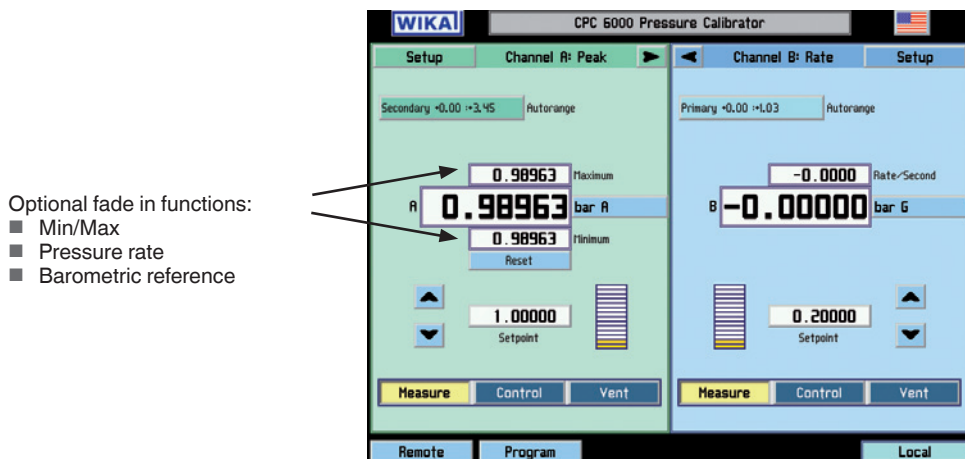 WIKAI
CPC 6000 Pressure Calibrator
Setup
Channel A: Peak
Channel B: Rate
Setup
Secondary +0.00 :+3.45
Autorange
Primary +0.00 :+1.03
Autorange
Optional fade in functions:
Min/Max
Pressure rate
Barometric reference
0.98963 Maximum
A 0.98963 bar A
0.98963 Minimum
Reset
-0.0000 Rate/Second
B -0.00000 bar G
1.00000
Setpoint
0.20000
Setpoint
Measure
Control
Vent
Measure
Control
Vent
Remote
Program
Local